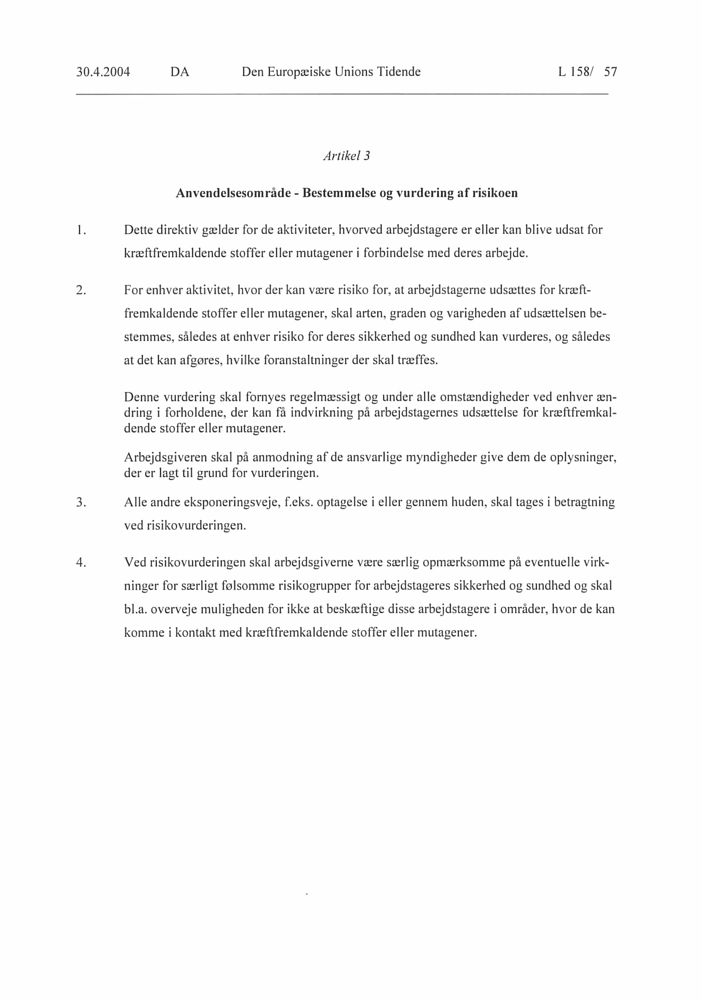 30.4.2004 DA Den Europæiske Unions Tidende L 158/ 57
Artikel 3
Anvendelsesområde - Bestemmelse og vurdering af risikoen
1. Dette direktiv gælder for de aktiviteter, hvorved arbejdstagere er eller kan blive udsat for
kræftfremkaldende stoffer eller mutagener i forbindelse med deres arbejde.
2. For enhver aktivitet, hvor der kan være risiko for, at arbejdstagerne udsættes for kræft-
fremkaldende stoffer eller mutagener, skal arten, graden og varigheden af udsættelsen be-
stemmes, således at enhver risiko for deres sikkerhed og sundhed kan vurderes, og således
at det kan afgøres, hvilke foranstaltninger der skal træffes.
Denne vurdering skal fornyes regelmæssigt og under alle omstændigheder ved enhver æn-
dring i forholdene, der kan få indvirkning på arbejdstagernes udsættelse for kræftfremkal-
dende stoffer eller mutagener.
Arbejdsgiveren skal på anmodning af de ansvarlige myndigheder give dem de oplysninger,
der er lagt til grund for vurderingen.
3. Alle andre eksponeringsveje, f.eks. optagelse i eller gennem huden, skal tages i betragtning
ved risikovurderingen.
4. Ved risikovurderingen skal arbejdsgiverne være særlig opmærksomme på eventuelle virk-
ninger for særligt følsomme risikogrupper for arbejdstageres sikkerhed og sundhed og skal
bl.a. overveje muligheden for ikke at beskæftige disse arbejdstagere i områder, hvor de kan
komme i kontakt med kræftfremkaldende stoffer eller mutagener.